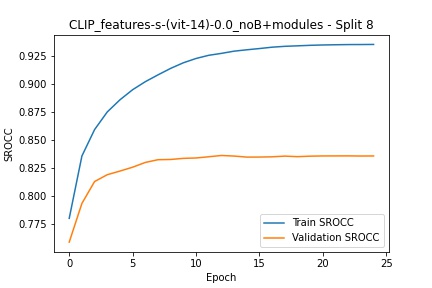 CLIP_features-s-(vit-14)-0.0_noB+modules - Split 8
SROCC
0.925
0.900
0.875
0.850
0.825
0.800
0.775
Train SROCC
Validation SROCC
0 5 10 15 20 25
Epoch